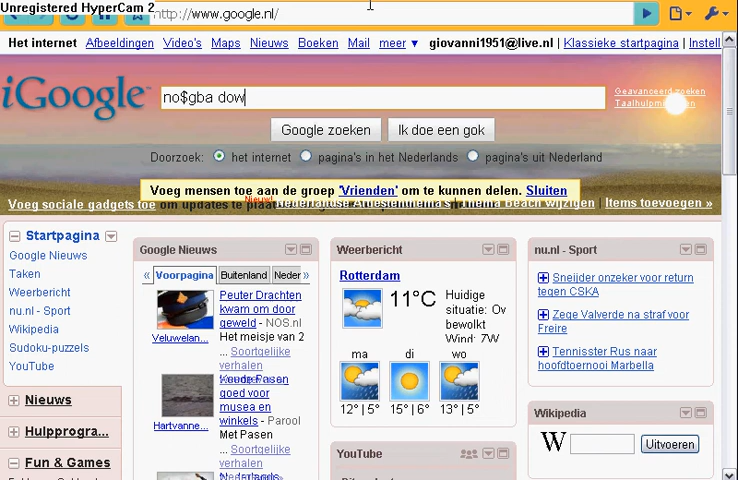 Unregistered HyperCam 2
http://www.google.nl/
Het internet Afbeeldingen Video's Maps Nieuws Boeken Mail meer ▼ giovanni1951@live.nl | Klassieke startpagina | Instell
iGoogle™
no$gba dow
Geavanceerd zoeken
Google zoeken Ik doe een gok
Doorzoek: het internet pagina's in het Nederlands pagina's uit Nederland
Voeg mensen toe aan de groep 'Vrienden' om te kunnen delen. Sluiten
Voeg sociale gadgets toe om updates te Nieuw! | Thema Beach wijzigen | Items toevoegen »
Startpagina
Google Nieuws
Taken
Weerbericht
nu.nl - Sport
Wikipedia
Sudoku-puzzels
YouTube
Nieuws
Hulpprogra...
Fun & Games
Google Nieuws
« Voorpagina Buitenland Neder »
Peuter Drachten
kwam om door
geweld - NOS.nl
Het meisje van 2
... Soortgelijke
verhalen
Veluwelan...
Koude Pasen
goed voor
musea en
winkels - Parool
Met Pasen
... Soortgelijke
verhalen
Hartvanne...
Weerbericht
Rotterdam
11°C
Huidige
situatie: Ov
bewolkt
Wind: ZW
ma di wo
12° | 5° 15° | 6° 13° | 5°
YouTube
nu.nl - Sport
Sneijder onzeker voor return
tegen CSKA
Zege Valverde na straf voor
Freire
Tennisster Rus naar
hoofdtoernooi Marbella
Wikipedia
W Uitvoeren